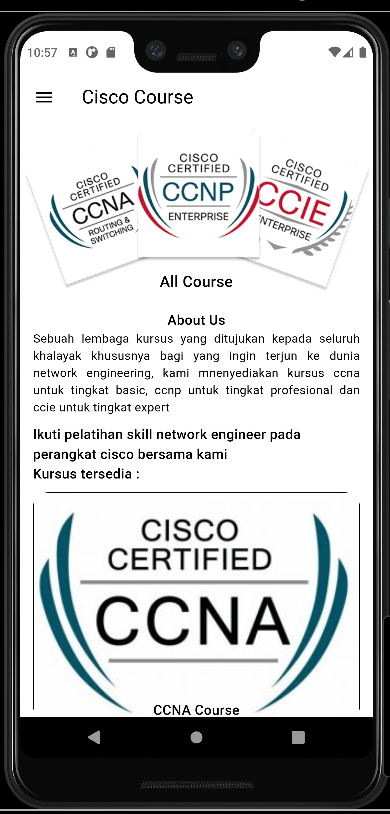 10:57
Cisco Course
CISCO
CERTIFIED
CCNA
ROUTING &
SWITCHING
CISCO
CERTIFIED
CCNP
ENTERPRISE
CISCO
CERTIFIED
CCIE
ENTERPRISE
All Course
About Us
Sebuah lembaga kursus yang ditujukan kepada seluruh
khalayak khususnya bagi yang ingin terjun ke dunia
network engineering, kami mnenyediakan kursus ccna
untuk tingkat basic, ccnp untuk tingkat profesional dan
ccie untuk tingkat expert
Ikuti pelatihan skill network engineer pada
perangkat cisco bersama kami
Kursus tersedia :
CISCO
CERTIFIED
CCNA
CCNA Course